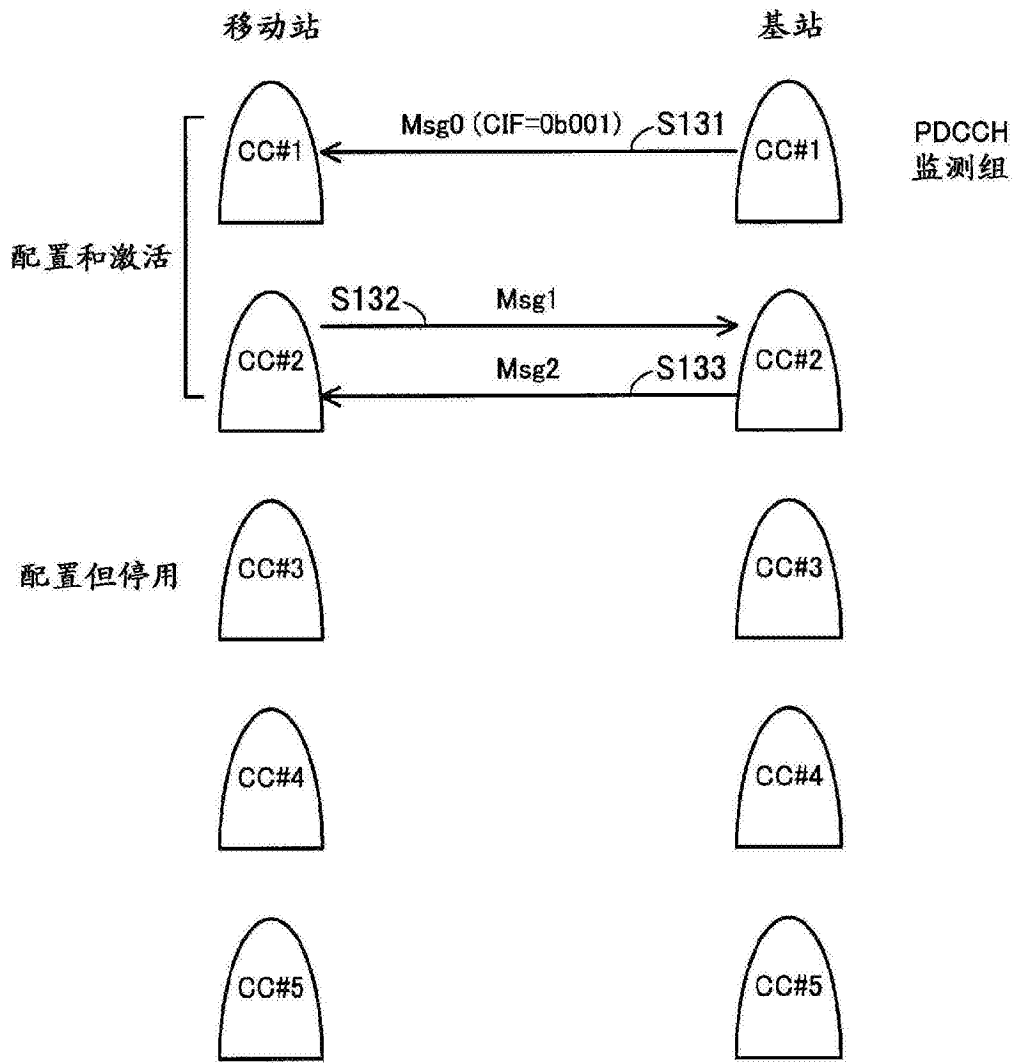 移动站
基站
Msg0 (CIF=0b001)
S131
CC#1
CC#1
PDCCH
监测组
配置和激活
S132
Msg1
CC#2
Msg2
S133
CC#2
配置但停用
CC#3
CC#3
CC#4
CC#4
CC#5
CC#5